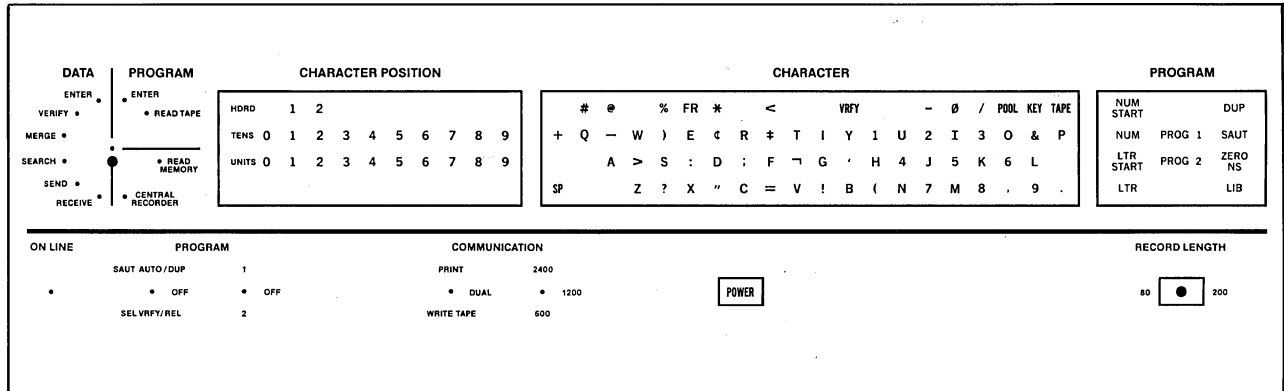 DATA PROGRAM CHARACTER POSITION CHARACTER PROGRAM
ENTER ENTER
VERIFY READ TAPE
MERGE
SEARCH READ MEMORY
SEND
RECEIVE CENTRAL RECORDER
HDRD 1 2
TENS 0 1 2 3 4 5 6 7 8 9
UNITS 0 1 2 3 4 5 6 7 8 9
# @ % FR * < VRFY - Ø / POOL KEY TAPE
+ Q — W ) E ¢ R ‡ T | Y 1 U 2 I 3 O & P
A > S : D ; F ¬ G ' H 4 J 5 K 6 L
SP Z ? X " C = V ! B ( N 7 M 8 , 9 .
NUM START DUP
NUM PROG 1 SAUT
LTR START PROG 2 ZERO NS
LTR LIB
ON LINE PROGRAM COMMUNICATION RECORD LENGTH
SAUT AUTO/DUP 1 PRINT 2400
OFF OFF DUAL 1200 POWER 80 200
SEL VRFY/REL 2 WRITE TAPE 600